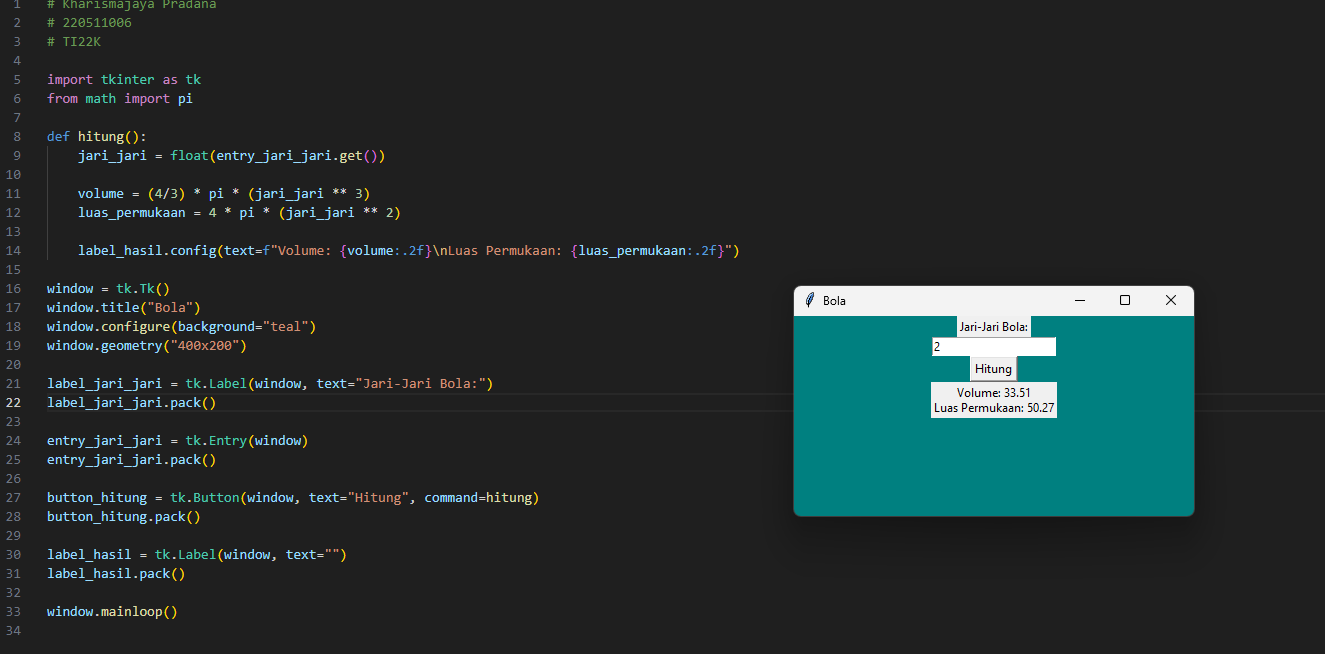 1 # Kharismajaya Pradana
2 # 220511006
3 # TI22K
4
5 import tkinter as tk
6 from math import pi
7
8 def hitung():
9     jari_jari = float(entry_jari_jari.get())
10
11     volume = (4/3) * pi * (jari_jari ** 3)
12     luas_permukaan = 4 * pi * (jari_jari ** 2)
13
14     label_hasil.config(text=f"Volume: {volume:.2f}\nLuas Permukaan: {luas_permukaan:.2f}")
15
16 window = tk.Tk()
17 window.title("Bola")
18 window.configure(background="teal")
19 window.geometry("400x200")
20
21 label_jari_jari = tk.Label(window, text="Jari-Jari Bola:")
22 label_jari_jari.pack()
23
24 entry_jari_jari = tk.Entry(window)
25 entry_jari_jari.pack()
26
27 button_hitung = tk.Button(window, text="Hitung", command=hitung)
28 button_hitung.pack()
29
30 label_hasil = tk.Label(window, text="")
31 label_hasil.pack()
32
33 window.mainloop()
34
Bola
Jari-Jari Bola:
2
Hitung
Volume: 33.51
Luas Permukaan: 50.27